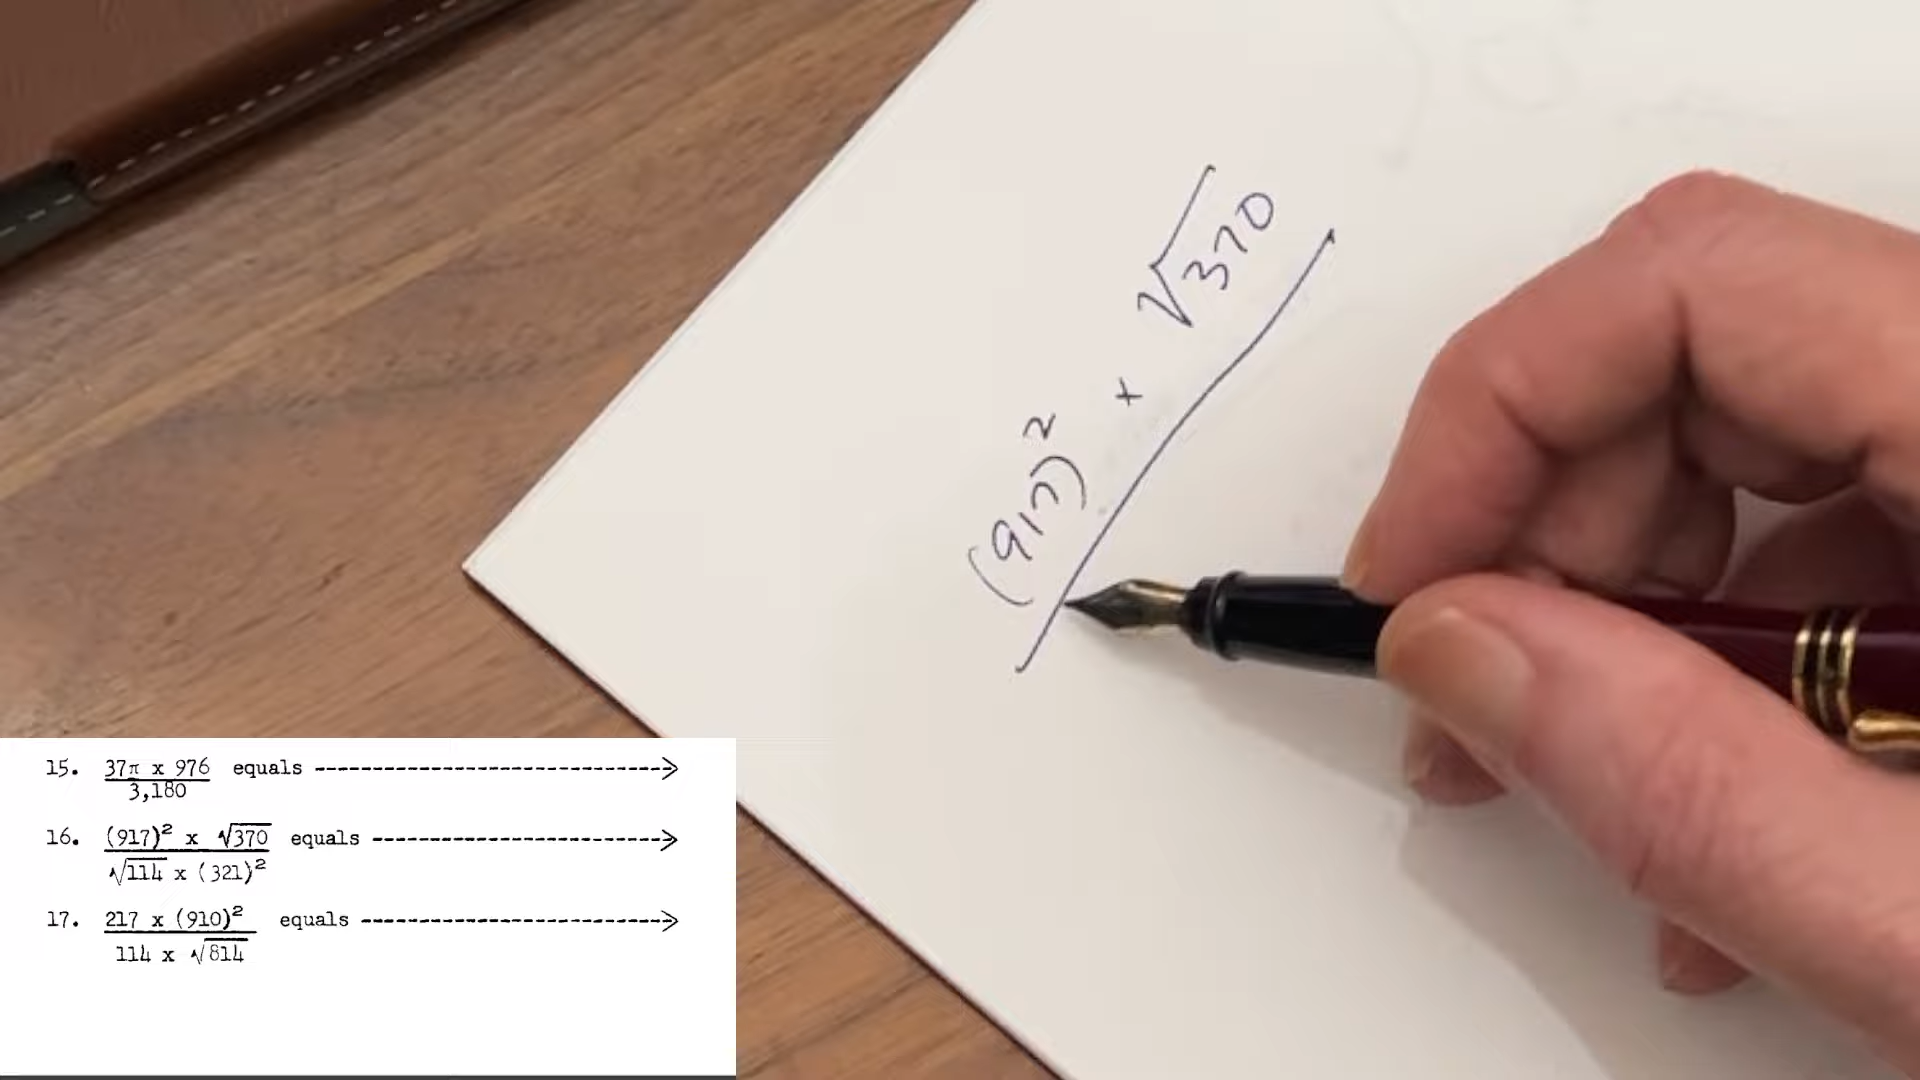 (917)² x √370
15. 37π x 976 equals ------------------------------>
3,180
16. (917)² x √370 equals -------------------------->
√114 x (321)²
17. 217 x (910)² equals --------------------------->
114 x √814